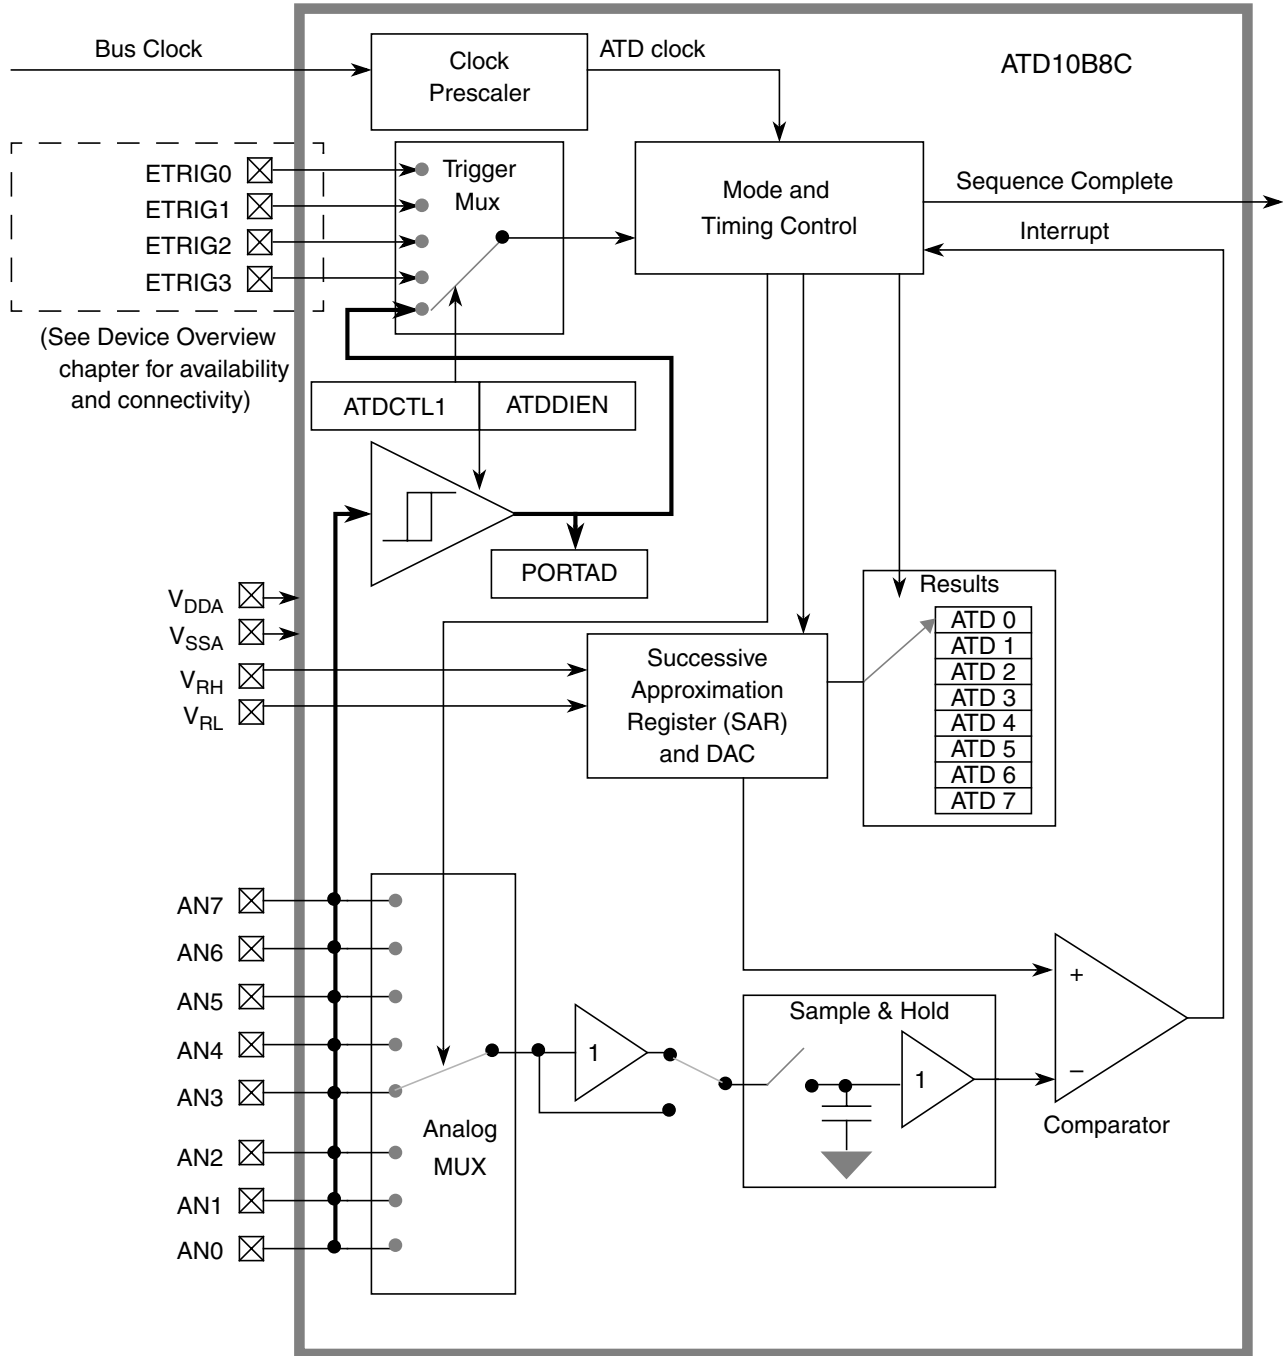 Bus Clock
Clock
Prescaler
ATD clock
ATD10B8C
ETRIG0
ETRIG1
ETRIG2
ETRIG3
(See Device Overview
chapter for availability
and connectivity)
Trigger
Mux
Mode and
Timing Control
Sequence Complete
Interrupt
ATDCTL1
ATDDIEN
PORTAD
VDDA
VSSA
VRH
VRL
Successive
Approximation
Register (SAR)
and DAC
Results
ATD 0
ATD 1
ATD 2
ATD 3
ATD 4
ATD 5
ATD 6
ATD 7
AN7
AN6
AN5
AN4
AN3
AN2
AN1
AN0
Analog
MUX
1
Sample & Hold
1
+
–
Comparator